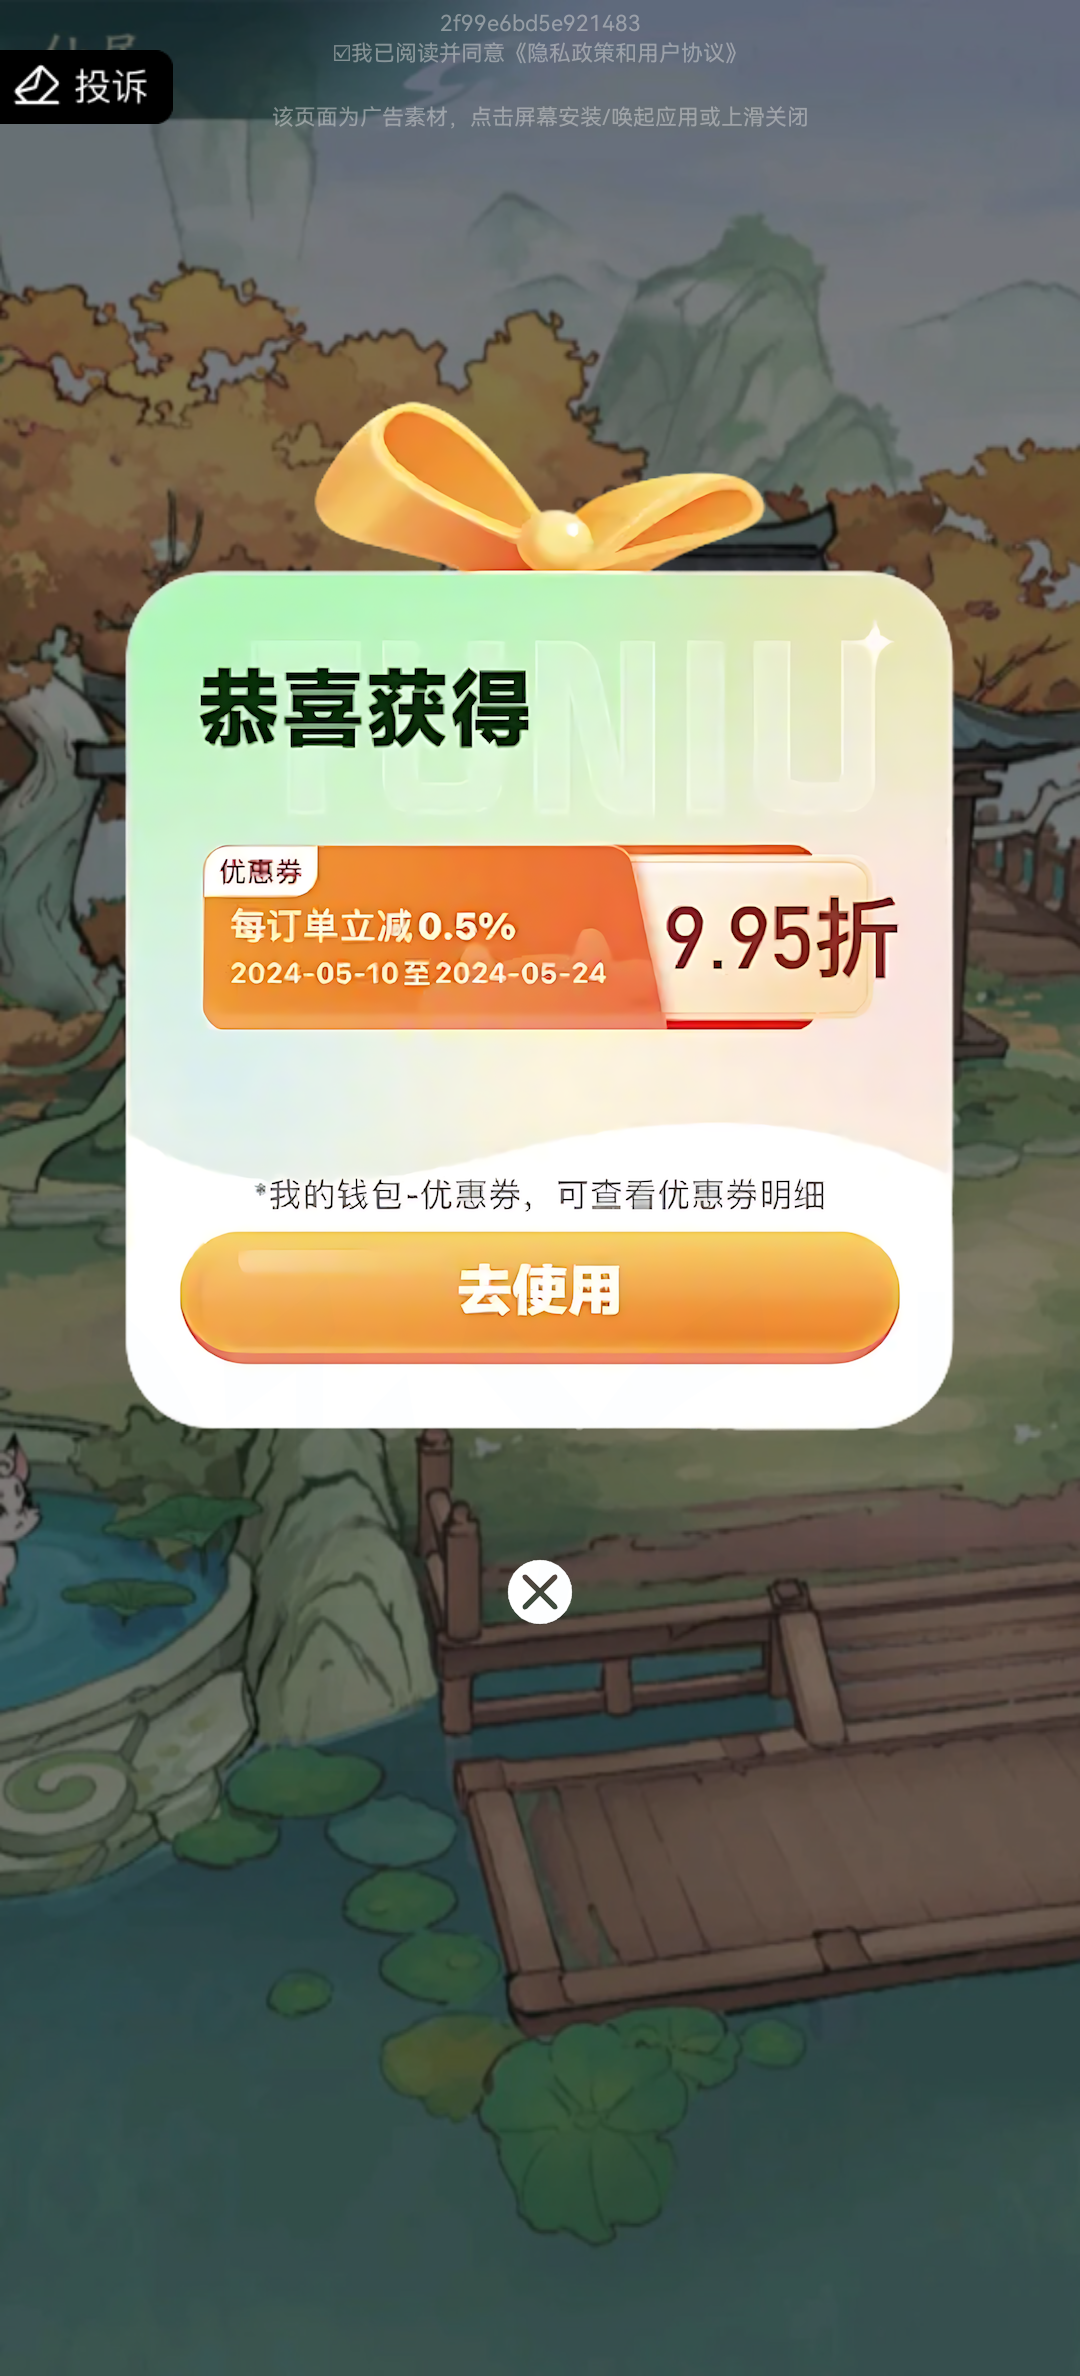 2f99e6bd5e921483
☑我已阅读并同意《隐私政策和用户协议》
投诉
该页面为广告素材，点击屏幕安装/唤起应用或上滑关闭
TUNIU
恭喜获得
优惠券
每订单立减0.5%
2024-05-10至2024-05-24
9.95折
*我的钱包-优惠券，可查看优惠券明细
去使用